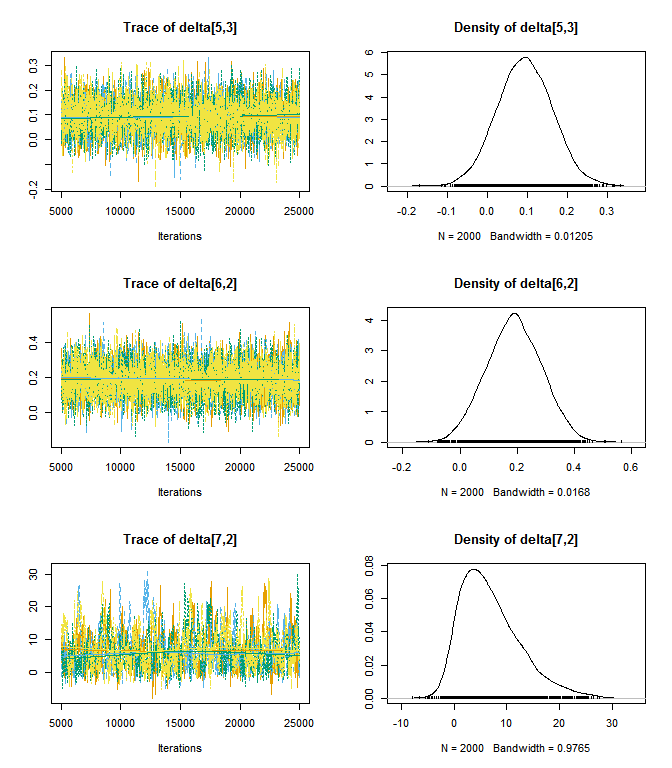 Trace of delta[5,3]
Density of delta[5,3]
-0.2 0.0 0.1 0.2 0.3
0 1 2 3 4 5 6
5000 10000 15000 20000 25000
-0.2 -0.1 0.0 0.1 0.2 0.3
Iterations
N = 2000 Bandwidth = 0.01205
Trace of delta[6,2]
Density of delta[6,2]
0.0 0.2 0.4
0 1 2 3 4
5000 10000 15000 20000 25000
-0.2 0.0 0.2 0.4 0.6
Iterations
N = 2000 Bandwidth = 0.0168
Trace of delta[7,2]
Density of delta[7,2]
0 10 20 30
0.00 0.02 0.04 0.06 0.08
5000 10000 15000 20000 25000
-10 0 10 20 30
Iterations
N = 2000 Bandwidth = 0.9765